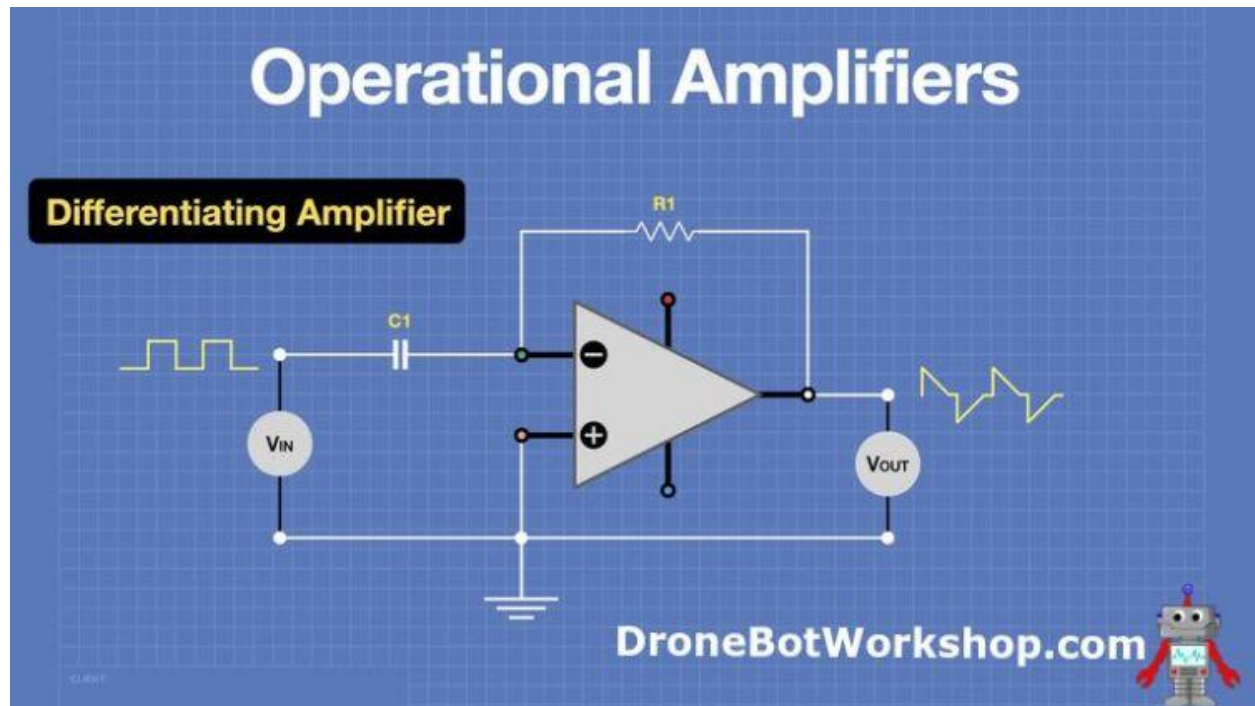 Operational Amplifiers
Differentiating Amplifier
R1
C1
VIN
VOUT
DroneBotWorkshop.com